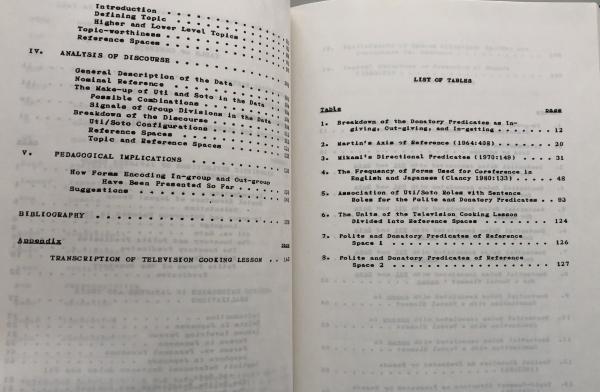 Introduction
Defining Topic
Higher and Lower Level Topics
Topic-worthiness
Reference Spaces
IV. ANALYSIS OF DISCOURSE
General Description of the Data
Nominal Reference
The Make-up of Uti and Soto in the Data
Possible Combinations
Signals of Group Divisions in the Data
Breakdown of the Discourse
Uti/Soto Configurations
Reference Spaces
Topic and Reference Spaces
V. PEDAGOGICAL IMPLICATIONS
How Forms Encoding In-group and Out-group
Have Been Presented So Far
Suggestions
BIBLIOGRAPHY
Appendix page
TRANSCRIPTION OF TELEVISION COOKING LESSON . .
LIST OF TABLES
Table page
1. Breakdown of the Donatory Predicates as In-
giving, Out-giving, and In-getting . . . . . . . 12
2. Martin's Axis of Reference (1964:408) . . . . . . . 20
3. Mikami's Directional Predicates (1970:148) . . . . 31
4. The Frequency of Forms Used for Coreference in
English and Japanese (Clancy 1980:133) . . . . . 48
5. Association of Uti/Soto Roles with Sentence
Roles for the Polite and Donatory Predicates . . 93
6. The Units of the Television Cooking Lesson
Divided into Reference Spaces . . . . . . . . . 124
7. Polite and Donatory Predicates of Reference
Space 1 . . . . . . . . . . . . . . . . . . . . 126
8. Polite and Donatory Predicates of Reference
Space 2 . . . . . . . . . . . . . . . . . . . . 127